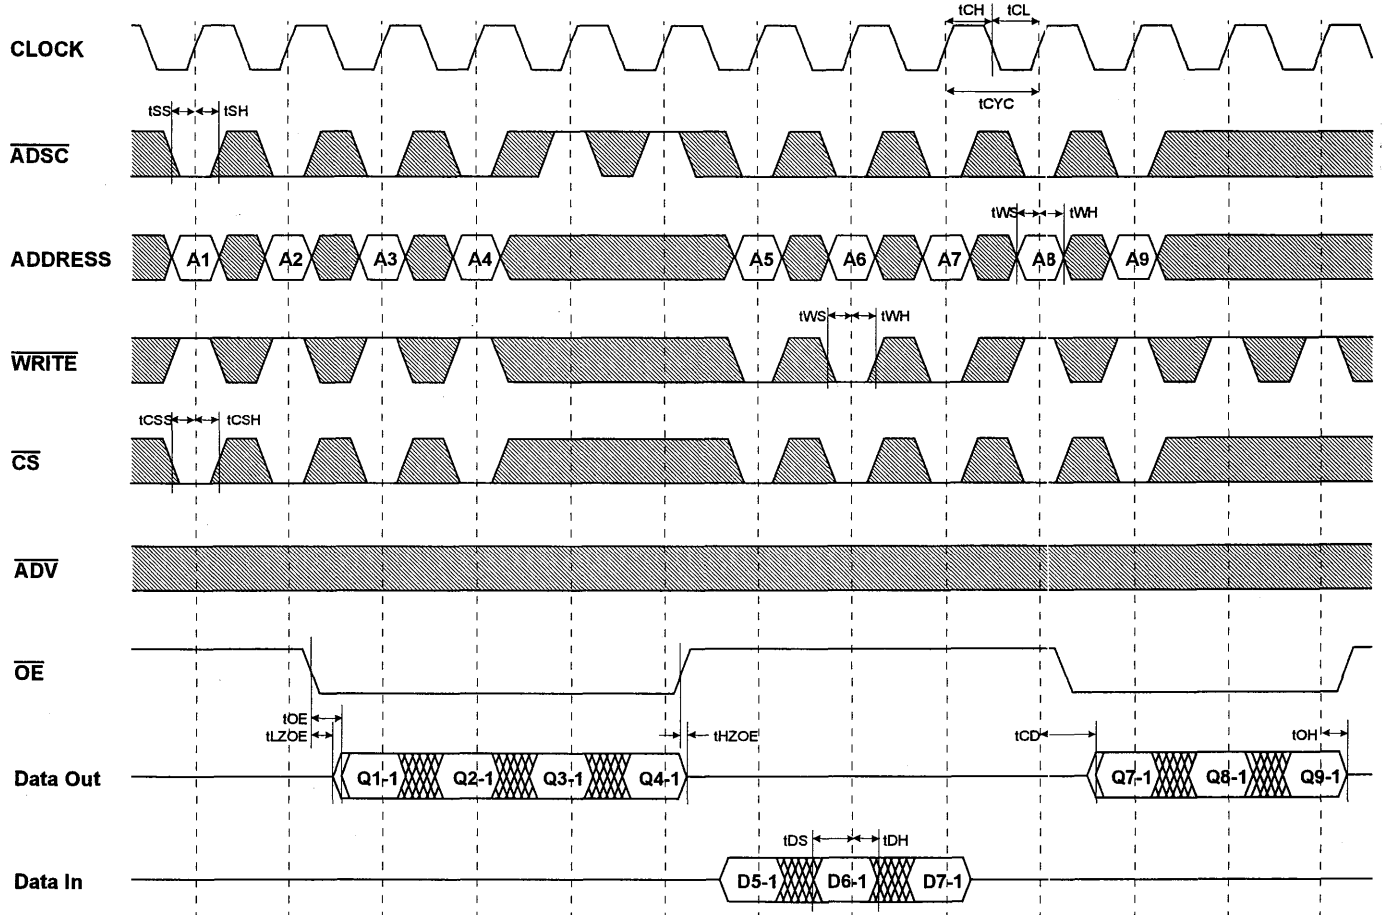 tCH tCL
CLOCK
tCYC
tSS tSH
ADSC
tWS tWH
ADDRESS A1 A2 A3 A4 A5 A6 A7 A8 A9
tWS tWH
WRITE
tCSS tCSH
CS
ADV
OE
tOE
tLZOE tHZOE tCD tOH
Data Out Q1-1 Q2-1 Q3-1 Q4-1 Q7-1 Q8-1 Q9-1
tDS tDH
Data In D5-1 D6-1 D7-1